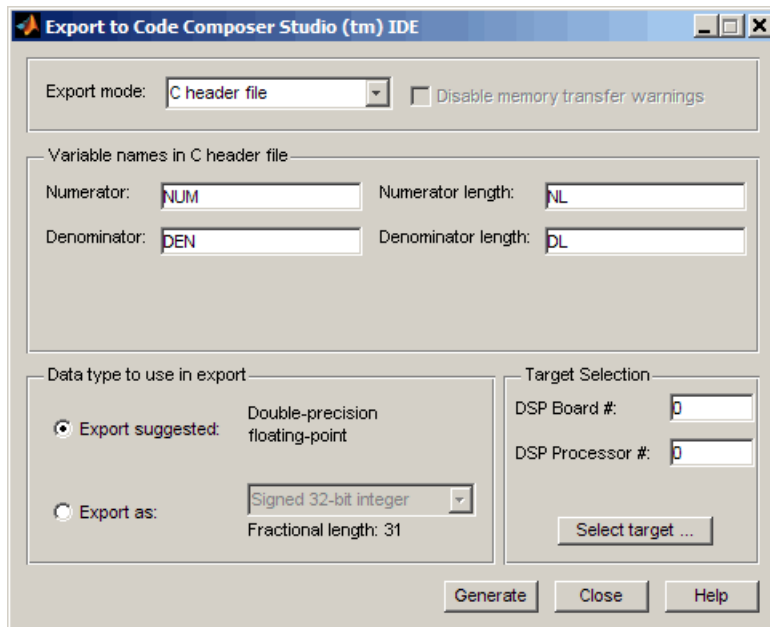 Export to Code Composer Studio (tm) IDE
Export mode: C header file Disable memory transfer warnings
Variable names in C header file
Numerator: NUM Numerator length: NL
Denominator: DEN Denominator length: DL
Data type to use in export
Export suggested: Double-precision
floating-point
Export as: Signed 32-bit integer
Fractional length: 31
Target Selection
DSP Board #: 0
DSP Processor #: 0
Select target ...
Generate Close Help